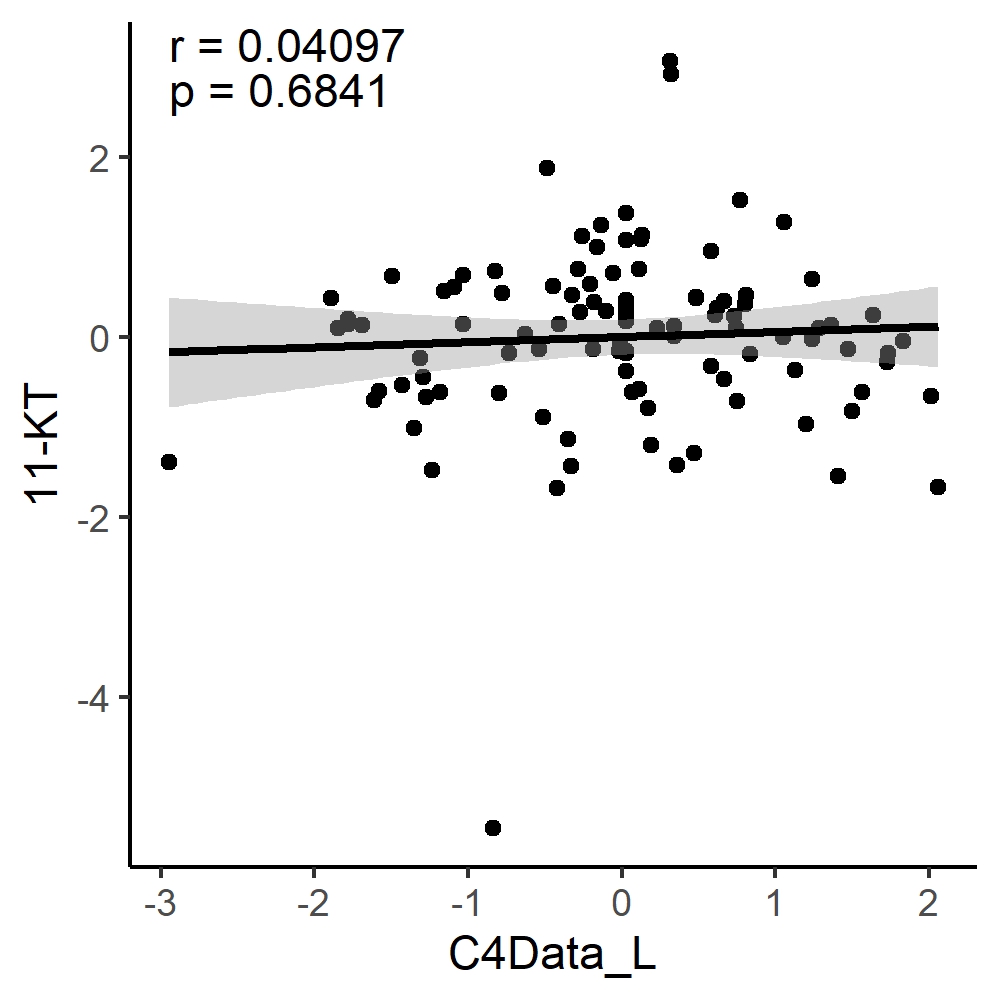 r = 0.04097
p = 0.6841
2
0
-2
-4
11-KT
-3 -2 -1 0 1 2
C4Data_L